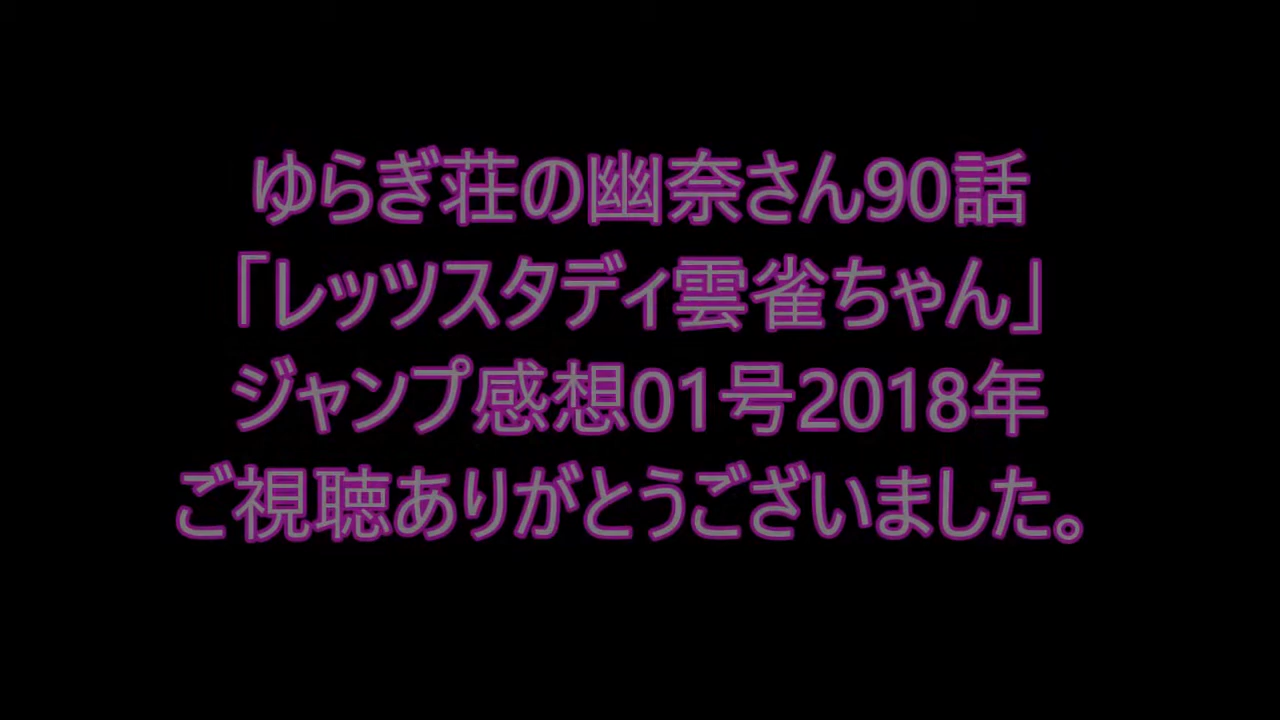 ゆらぎ荘の幽奈さん90話
「レッツスタディ雲雀ちゃん」
ジャンプ感想01号2018年
ご視聴ありがとうございました。